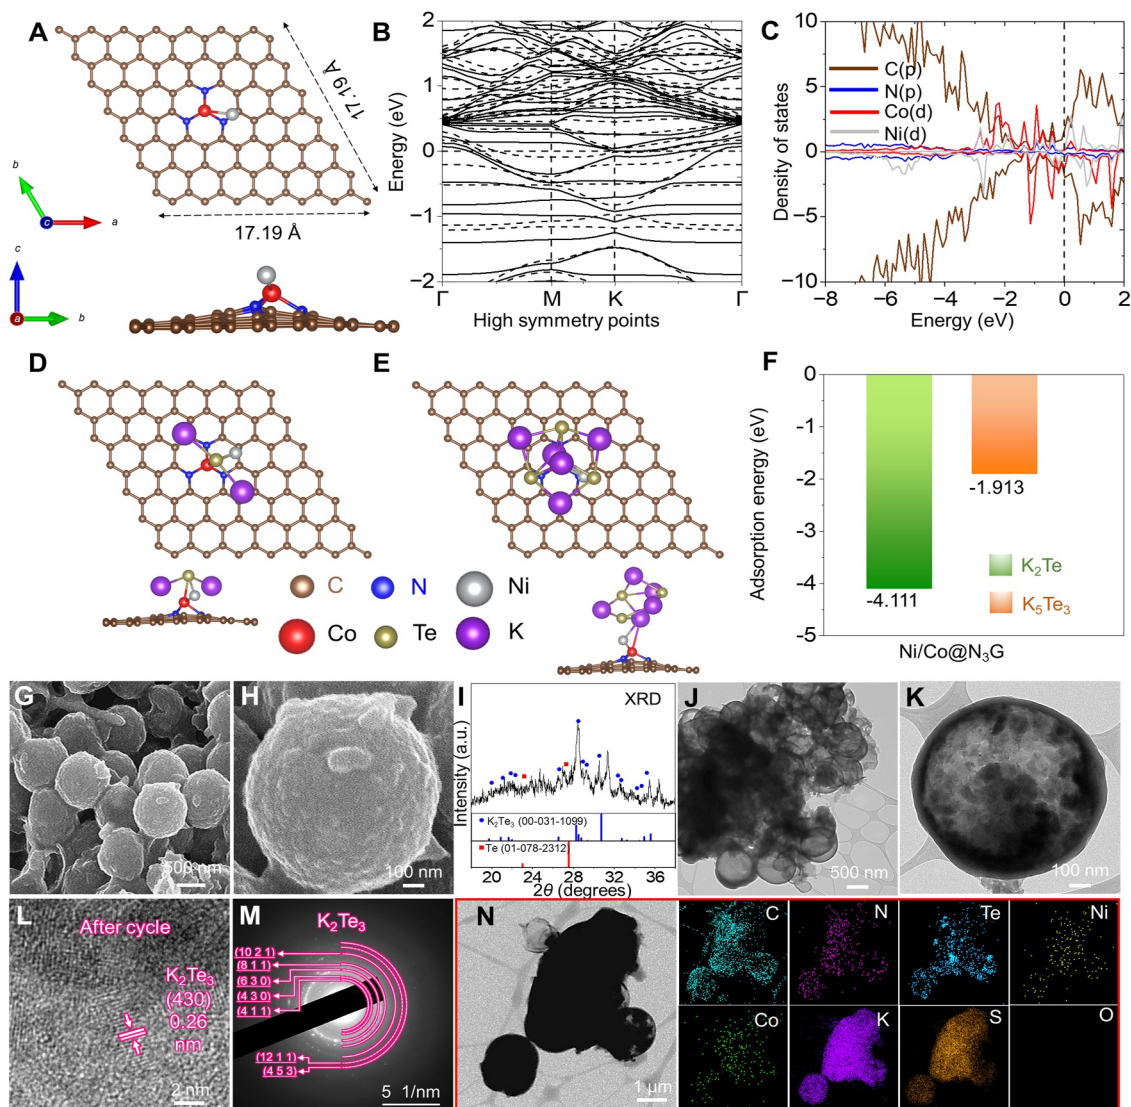 A
17.19 Å
17.19 Å
b
c
a
c
a
b
B
Energy (eV)
2
1
0
-1
-2
Γ
M
K
Γ
High symmetry points
C
Density of states
10
5
0
-5
-10
C(p)
N(p)
Co(d)
Ni(d)
-8
-6
-4
-2
0
2
Energy (eV)
D
E
C
N
Ni
Co
Te
K
F
Adsorption energy (eV)
0
-1
-2
-3
-4
-5
-1.913
-4.111
K₂Te
K₅Te₃
Ni/Co@N₃G
G
500 nm
H
100 nm
I
XRD
Intensity (a.u.)
K₂Te₃ (00-031-1099)
Te (01-078-2312)
20
24
28
32
36
2θ (degrees)
J
500 nm
K
100 nm
L
After cycle
K₂Te₃
(430)
0.26
nm
2 nm
M
K₂Te₃
(10 2 1)
(8 1 1)
(6 3 0)
(4 3 0)
(4 1 1)
(12 1 1)
(4 5 3)
5 1/nm
N
1 μm
C
N
Te
Ni
Co
K
S
O